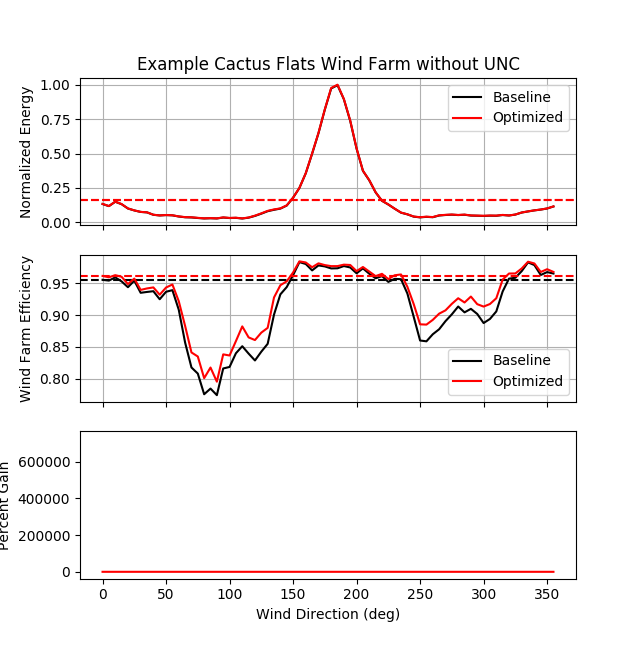 Example Cactus Flats Wind Farm without UNC
1.00
0.75
0.50
0.25
0.00
Normalized Energy
Baseline
Optimized
0.95
0.90
0.85
0.80
Wind Farm Efficiency
Baseline
Optimized
600000
400000
200000
0
Percent Gain
0 50 100 150 200 250 300 350
Wind Direction (deg)